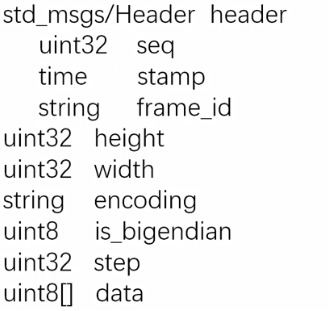 std_msgs/Header header
uint32 seq
time stamp
string frame_id
uint32 height
uint32 width
string encoding
uint8 is_bigendian
uint32 step
uint8[] data